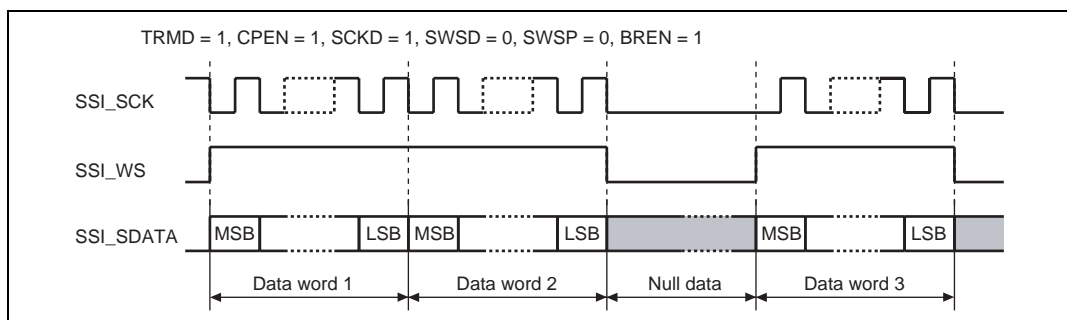 TRMD = 1, CPEN = 1, SCKD = 1, SWSD = 0, SWSP = 0, BREN = 1
SSI_SCK
SSI_WS
SSI_SDATA
MSB LSB MSB LSB MSB LSB
Data word 1 Data word 2 Null data Data word 3